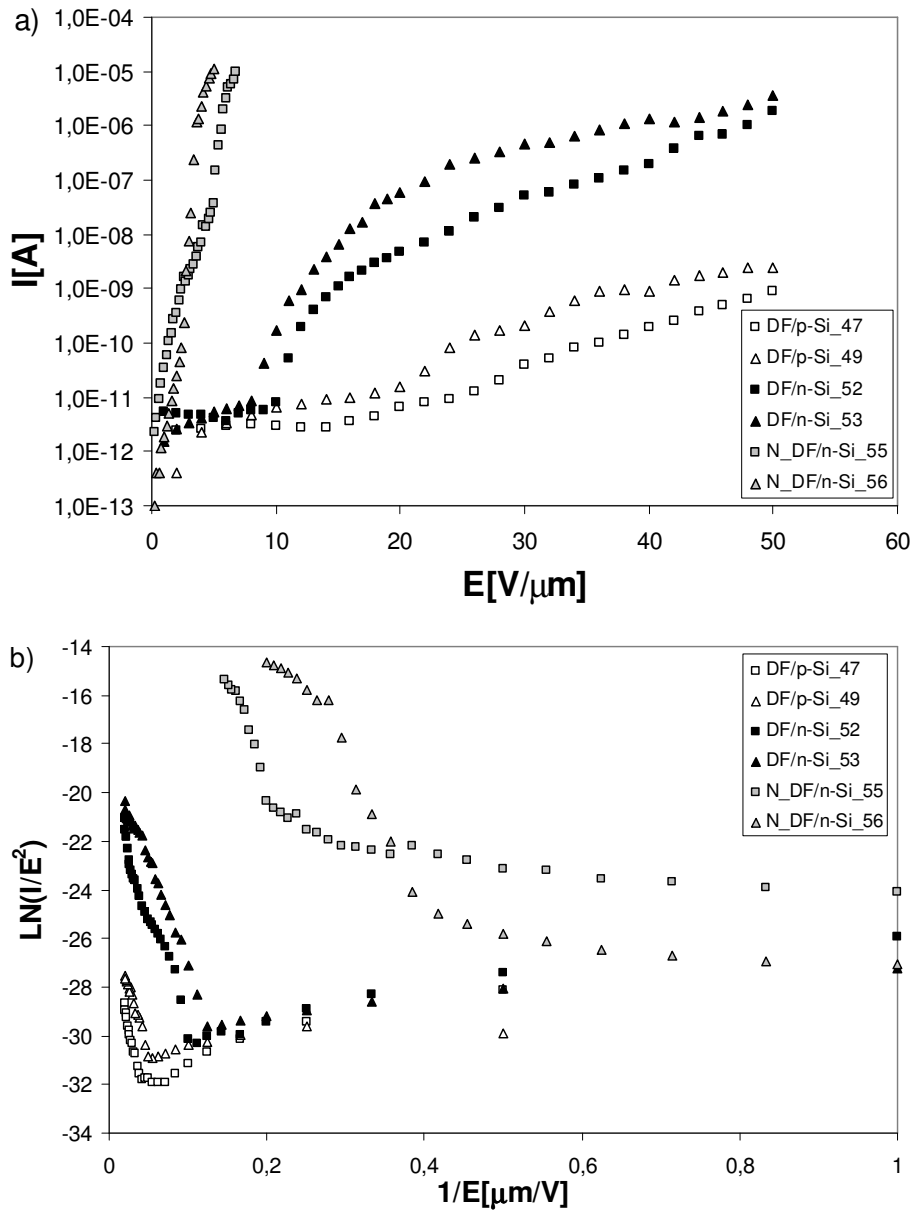 a)
1,0E-04
1,0E-05
1,0E-06
1,0E-07
1,0E-08
1,0E-09
1,0E-10
1,0E-11
1,0E-12
1,0E-13
I[A]
DF/p-Si_47
DF/p-Si_49
DF/n-Si_52
DF/n-Si_53
N_DF/n-Si_55
N_DF/n-Si_56
0 10 20 30 40 50 60
E[V/μm]
b)
-14
-16
-18
-20
-22
-24
-26
-28
-30
-32
-34
LN(I/E²)
DF/p-Si_47
DF/p-Si_49
DF/n-Si_52
DF/n-Si_53
N_DF/n-Si_55
N_DF/n-Si_56
0 0,2 0,4 0,6 0,8 1
1/E[μm/V]